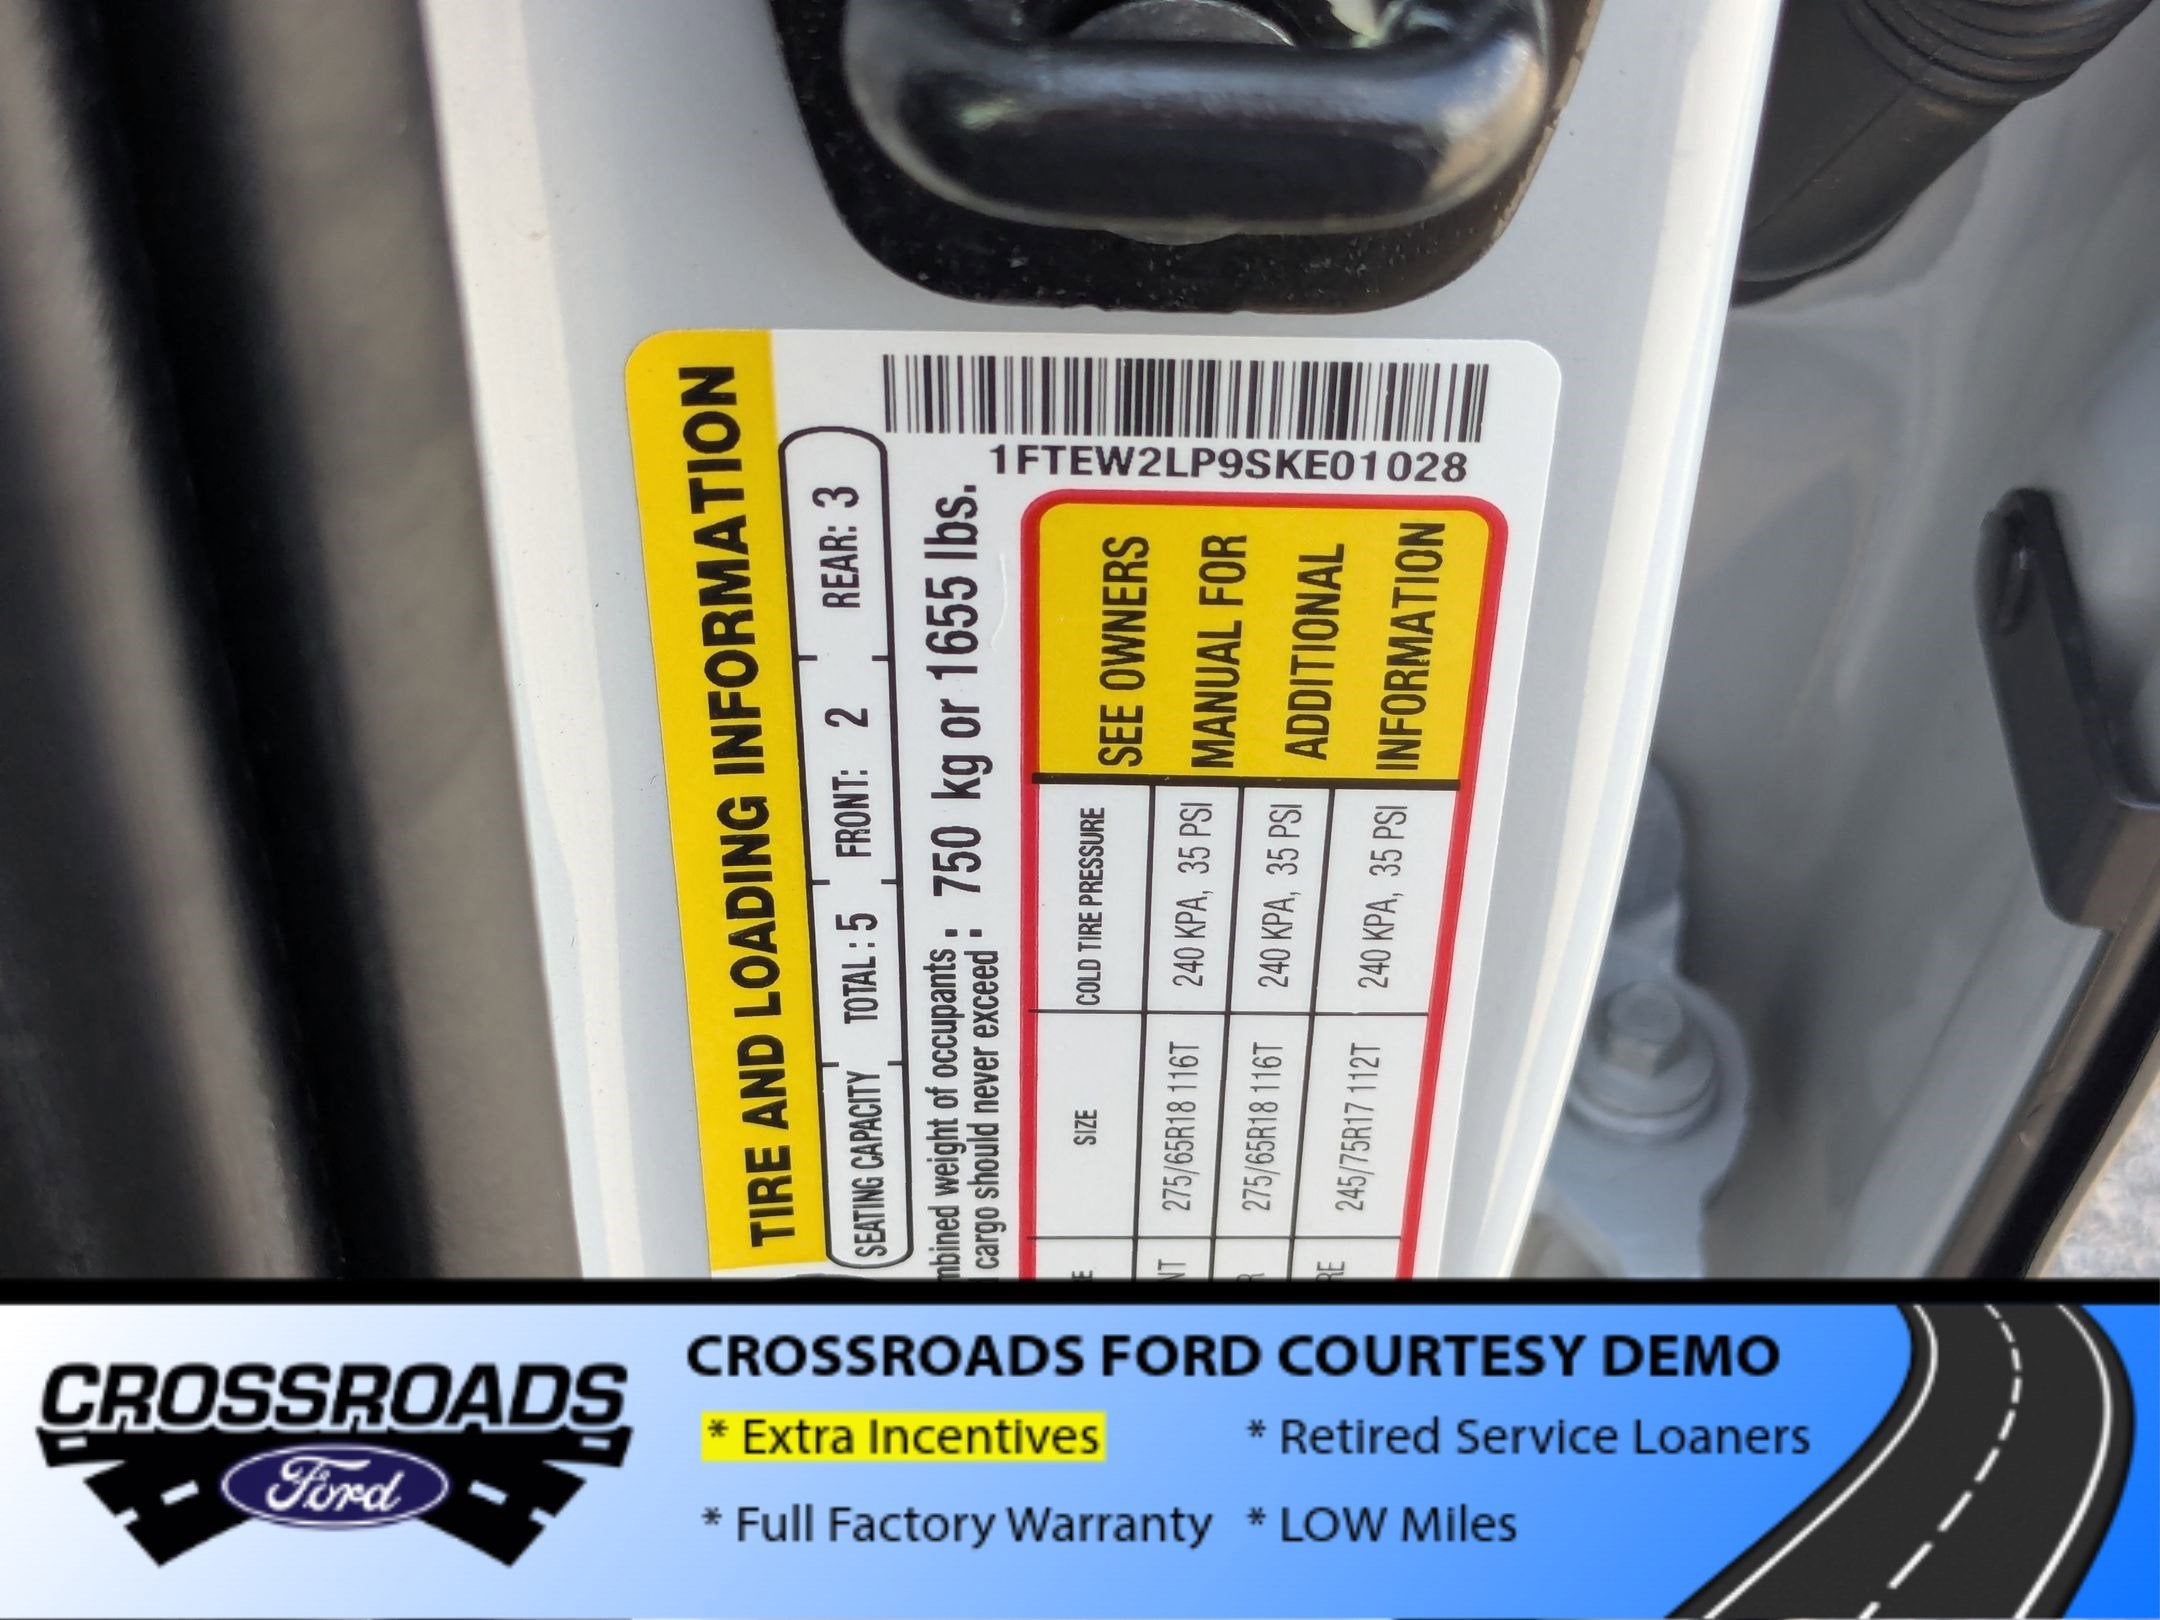 TIRE AND LOADING INFORMATION
SEATING CAPACITY TOTAL : 5 FRONT: 2 REAR: 3
weight of occupants : 750 kg or 1655 lbs.
cargo should never exceed :
1FTEW2LP9SKE01028
SIZE COLD TIRE PRESSURE
275/65R18 116T 240 KPA, 35 PSI
275/65R18 116T 240 KPA, 35 PSI
245/75R17 112T 240 KPA, 35 PSI
SEE OWNERS
MANUAL FOR
ADDITIONAL
INFORMATION
CROSSROADS
Ford
CROSSROADS FORD COURTESY DEMO
* Extra Incentives * Retired Service Loaners
* Full Factory Warranty * LOW Miles